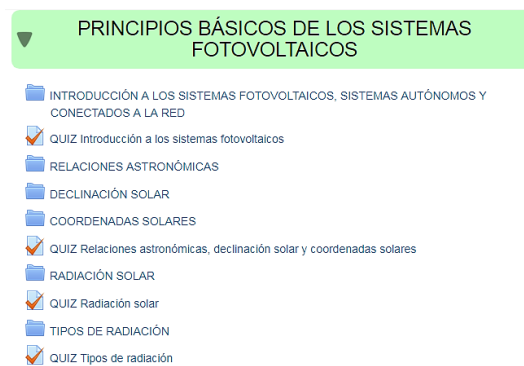 PRINCIPIOS BÁSICOS DE LOS SISTEMAS
FOTOVOLTAICOS
INTRODUCCIÓN A LOS SISTEMAS FOTOVOLTAICOS, SISTEMAS AUTÓNOMOS Y
CONECTADOS A LA RED
QUIZ Introducción a los sistemas fotovoltaicos
RELACIONES ASTRONÓMICAS
DECLINACIÓN SOLAR
COORDENADAS SOLARES
QUIZ Relaciones astronómicas, declinación solar y coordenadas solares
RADIACIÓN SOLAR
QUIZ Radiación solar
TIPOS DE RADIACIÓN
QUIZ Tipos de radiación